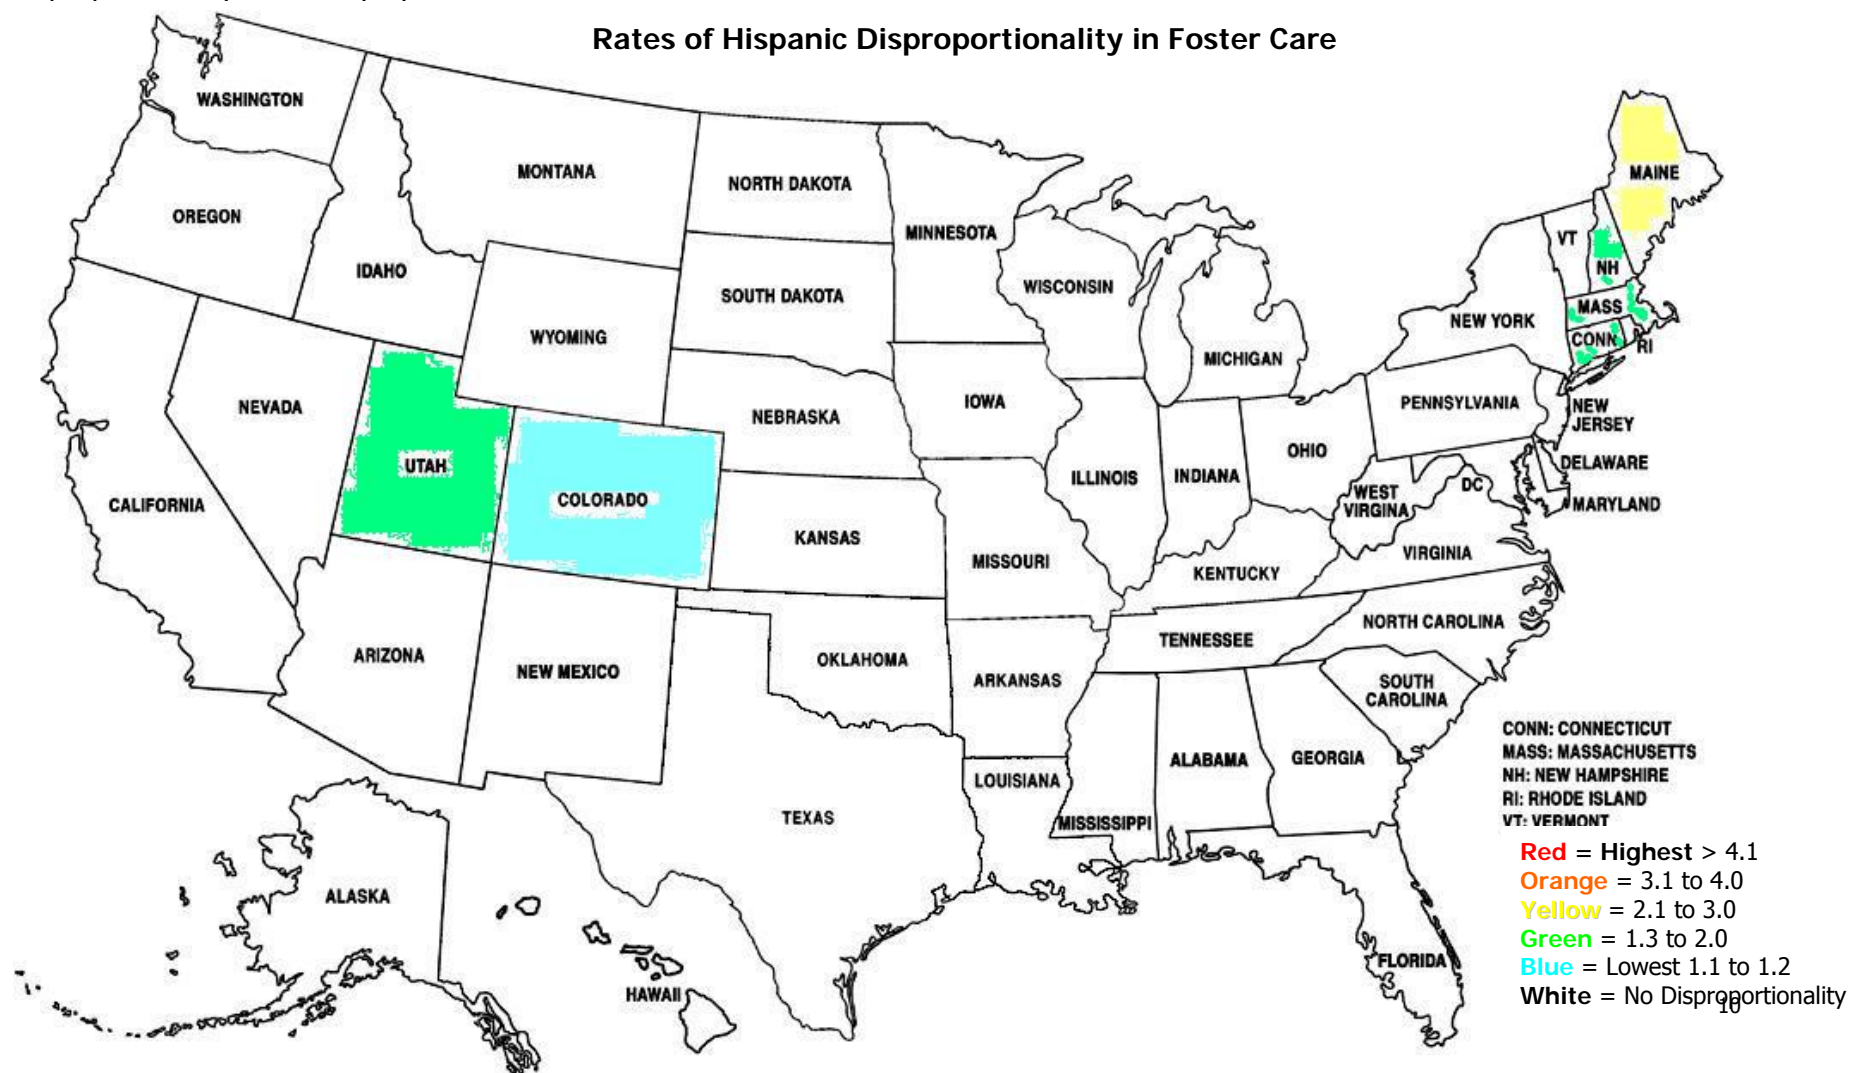 Rates of Hispanic Disproportionality in Foster Care
WASHINGTON
MONTANA
NORTH DAKOTA
MAINE
OREGON
MINNESOTA
VT
IDAHO
NH
SOUTH DAKOTA
WISCONSIN
MASS
NEW YORK
WYOMING
CONN
RI
MICHIGAN
NEVADA
NEBRASKA
IOWA
PENNSYLVANIA
NEW
JERSEY
OHIO
UTAH
DELAWARE
CALIFORNIA
COLORADO
ILLINOIS
INDIANA
WEST
VIRGINA
DC
MARYLAND
KANSAS
MISSOURI
VIRGINIA
KENTUCKY
NORTH CAROLINA
TENNESSEE
ARIZONA
NEW MEXICO
OKLAHOMA
ARKANSAS
SOUTH
CAROLINA
ALABAMA
GEORGIA
LOUISIANA
TEXAS
MISSISSIPPI
ALASKA
HAWAII
FLORIDA
CONN: CONNECTICUT
MASS: MASSACHUSETTS
NH: NEW HAMPSHIRE
RI: RHODE ISLAND
VT: VERMONT
Red = Highest > 4.1
Orange = 3.1 to 4.0
Yellow = 2.1 to 3.0
Green = 1.3 to 2.0
Blue = Lowest 1.1 to 1.2
White = No Disproportionality
10